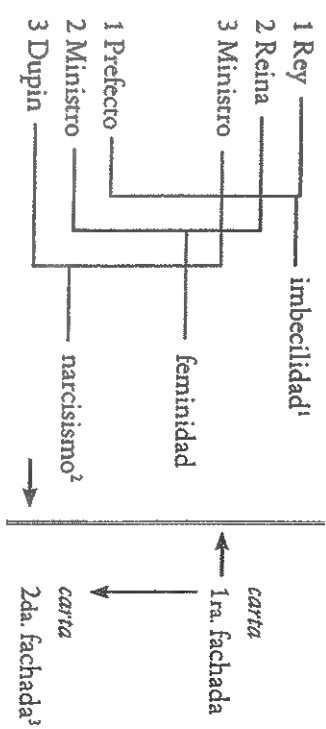 1 Rey
2 Reina
3 Ministro
1 Prefecto
2 Ministro
3 Dupin
imbecilidad¹
feminidad
narcisismo²
carta
1ra. fachada
carta
2da. fachada³